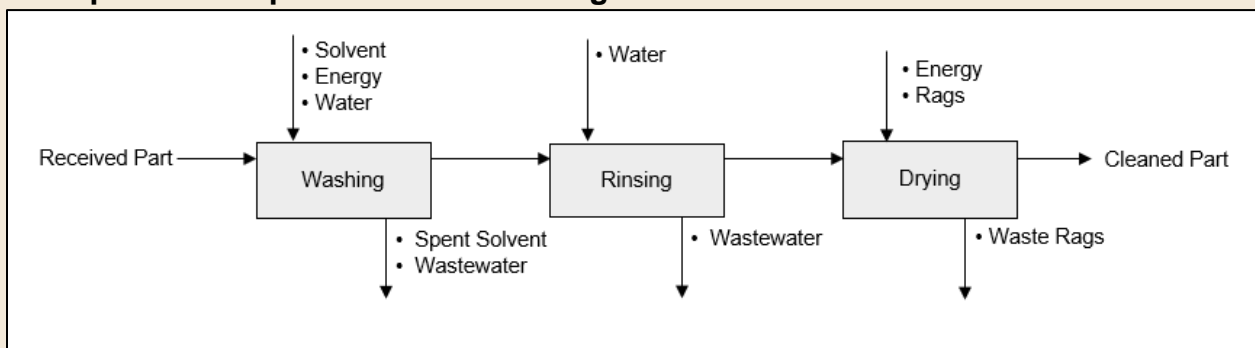 • Solvent
• Energy
• Water
• Water
• Energy
• Rags
Received Part
Washing
Rinsing
Drying
Cleaned Part
• Spent Solvent
• Wastewater
• Wastewater
• Waste Rags